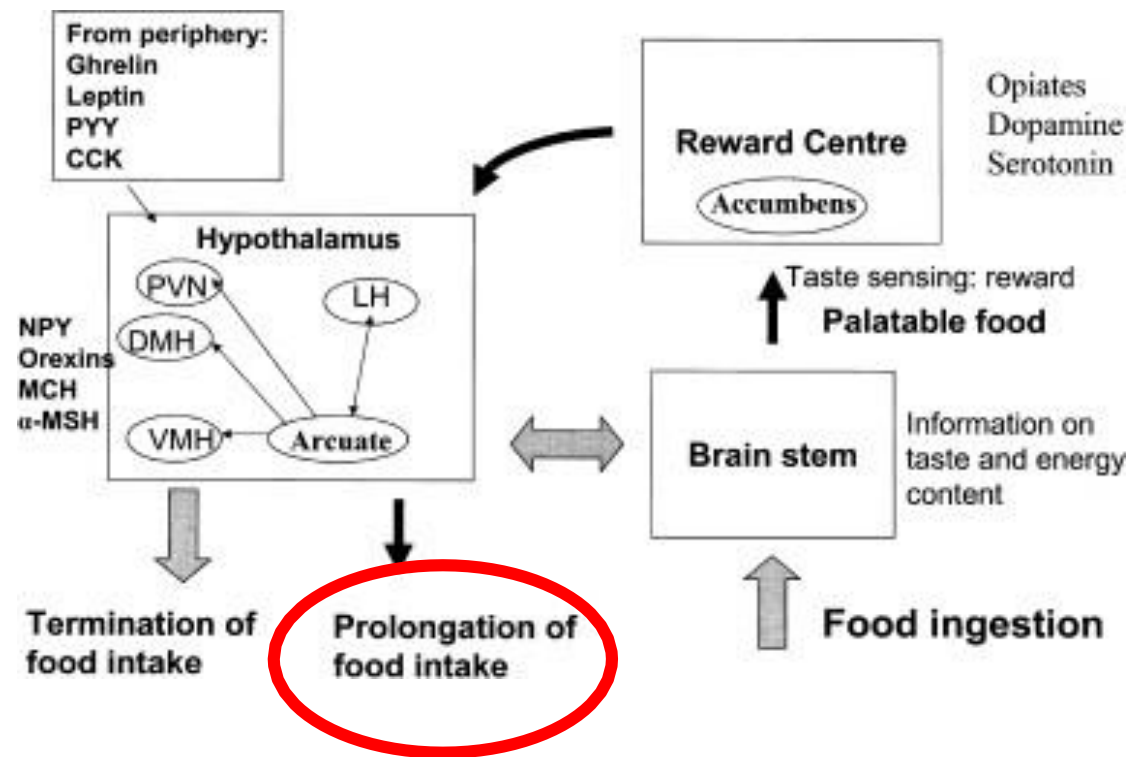 From periphery:
Ghrelin
Leptin
PYY
CCK
Hypothalamus
PVN
LH
DMH
VMH
Arcuate
NPY
Orexins
MCH
α-MSH
Termination of
food intake
Prolongation of
food intake
Reward Centre
Accumbens
Opiates
Dopamine
Serotonin
Taste sensing: reward
Palatable food
Brain stem
Information on
taste and energy
content
Food ingestion